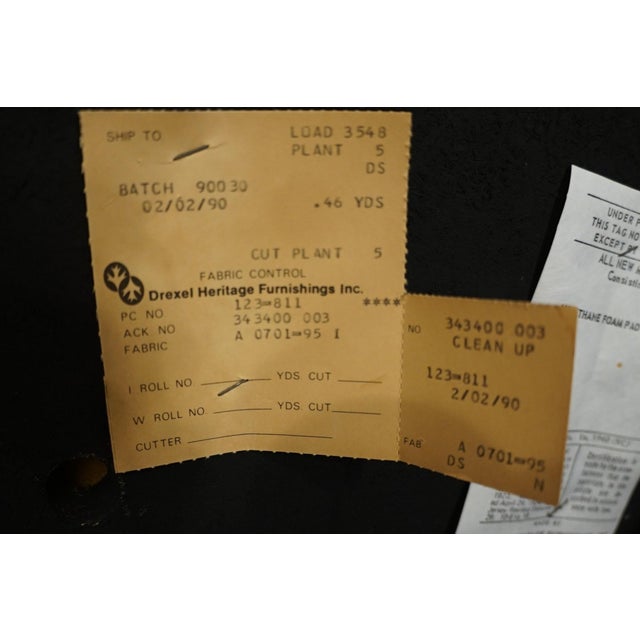 SHIP TO LOAD 3548
PLANT 5
DS
BATCH 90030
02/02/90 .46 YDS
CUT PLANT 5
FABRIC CONTROL
Drexel Heritage Furnishings Inc.
PC NO 123=811 ****
ACK NO 343400 003
FABRIC A 0701=95 I
I ROLL NO. YDS CUT
W ROLL NO. YDS CUT
CUTTER
NO 343400 003
CLEAN UP
123=811
2/02/90
FAB A 0701=95
DS N
UNDER P
THIS TAG NO
EXCEPT BY
ALL NEW
Consistin
THANE FOAM PAD